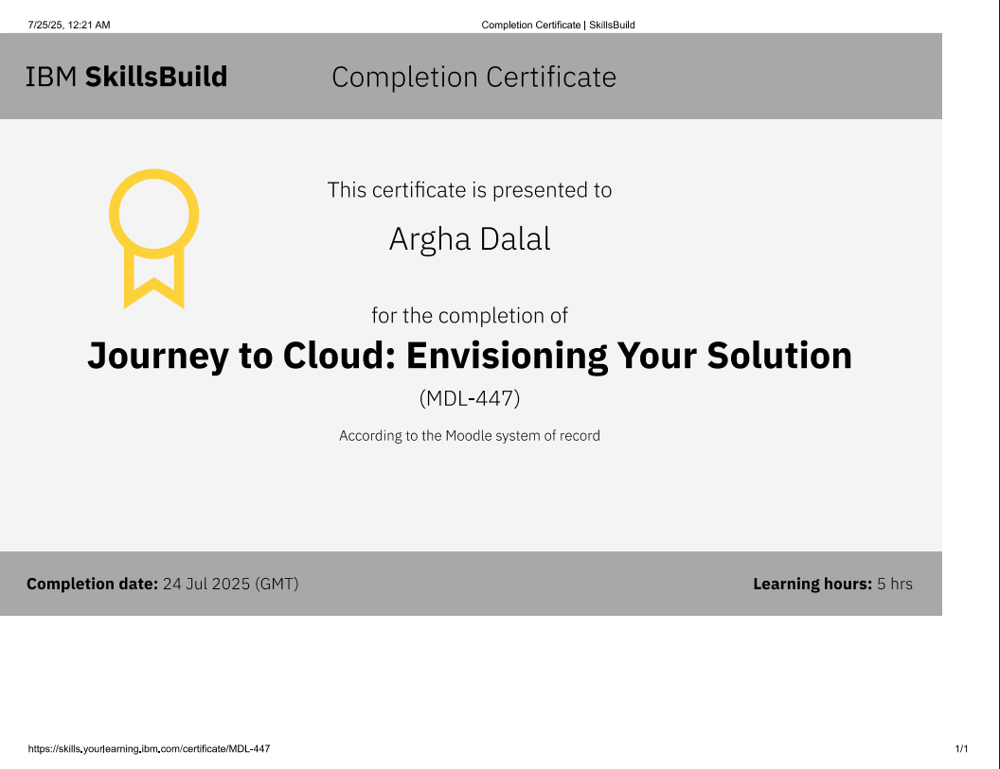 7/25/25, 12:21 AM Completion Certificate | SkillsBuild
IBM SkillsBuild Completion Certificate
This certificate is presented to
Argha Dalal
for the completion of
Journey to Cloud: Envisioning Your Solution
(MDL-447)
According to the Moodle system of record
Completion date: 24 Jul 2025 (GMT) Learning hours: 5 hrs
https://skills.yourlearning.ibm.com/certificate/MDL-447 1/1